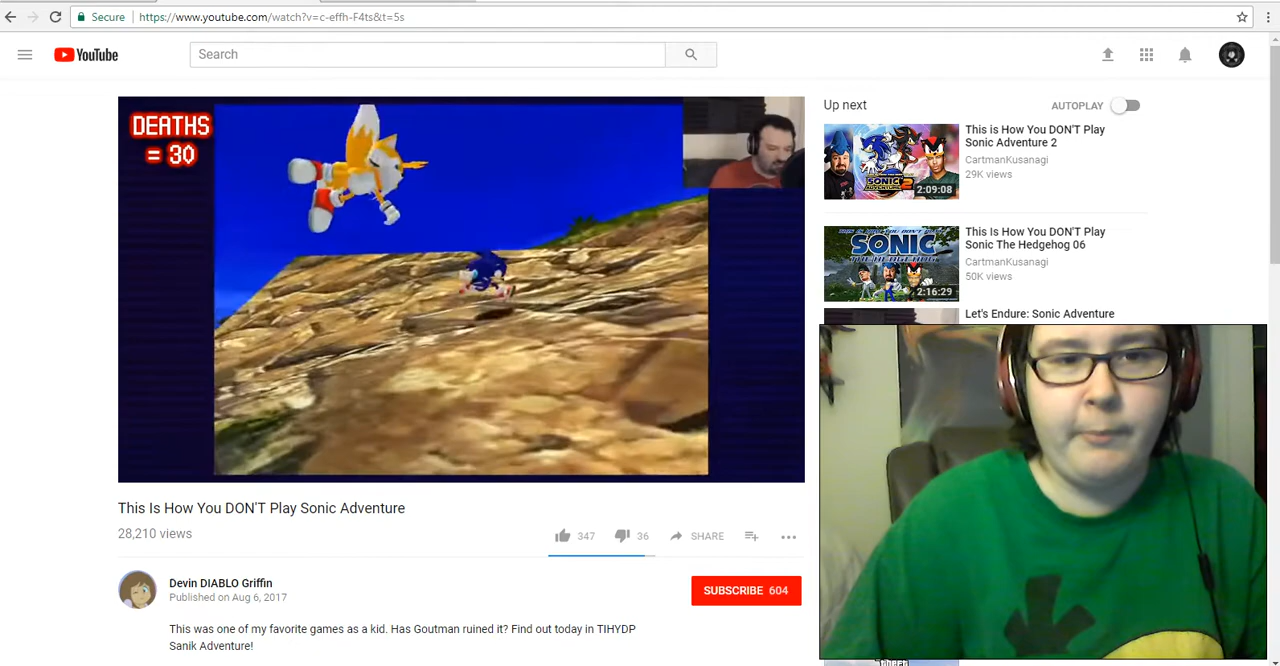 Secure https://www.youtube.com/watch?v=c-effh-F4ts&t=5s
YouTube
Search
DEATHS
= 30
Up next
AUTOPLAY
This is How You DON'T Play
Sonic Adventure 2
CartmanKusanagi
29K views
2:09:08
This is How You DON'T Play
Sonic The Hedgehog 06
CartmanKusanagi
50K views
SONIC
2:16:29
Let's Endure: Sonic Adventure
This Is How You DON'T Play Sonic Adventure
28,210 views
347
36
SHARE
Devin DIABLO Griffin
Published on Aug 6, 2017
SUBSCRIBE 604
This was one of my favorite games as a kid. Has Goutman ruined it? Find out today in TIHYDP
Sanik Adventure!